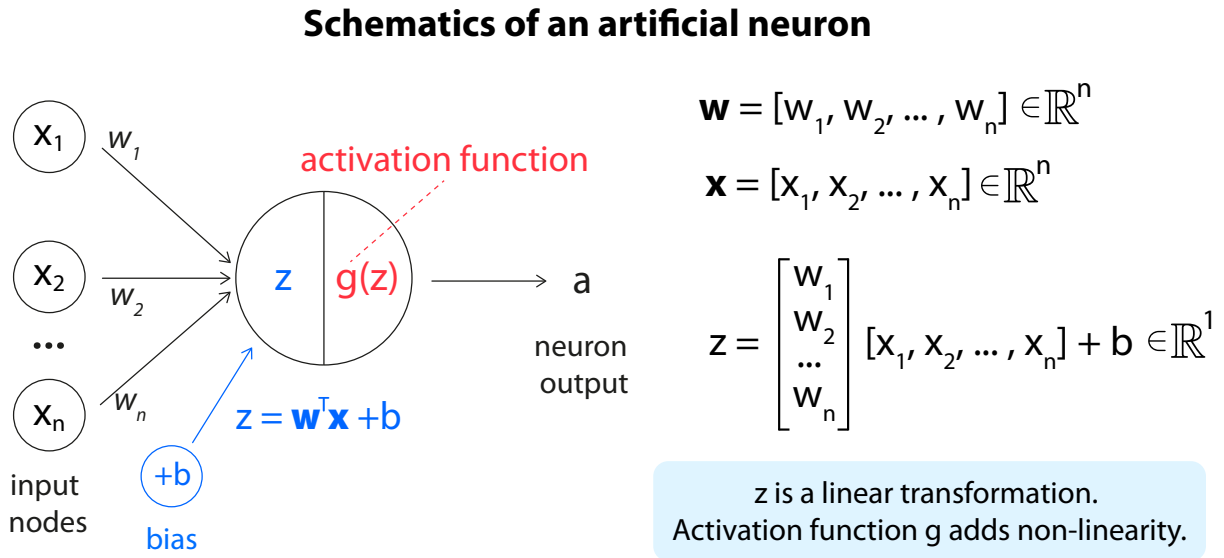 Schematics of an artificial neuron
x₁
w₁
x₂
w₂
...
xₙ
wₙ
input
nodes
+b
bias
activation function
z
g(z)
z = wᵀx +b
a
neuron
output
w = [w₁, w₂, ... , wₙ] ∈ℝⁿ
x = [x₁, x₂, ... , xₙ] ∈ℝⁿ
z = [w₁
w₂
...
wₙ] [x₁, x₂, ... , xₙ] + b ∈ℝ¹
z is a linear transformation.
Activation function g adds non-linearity.